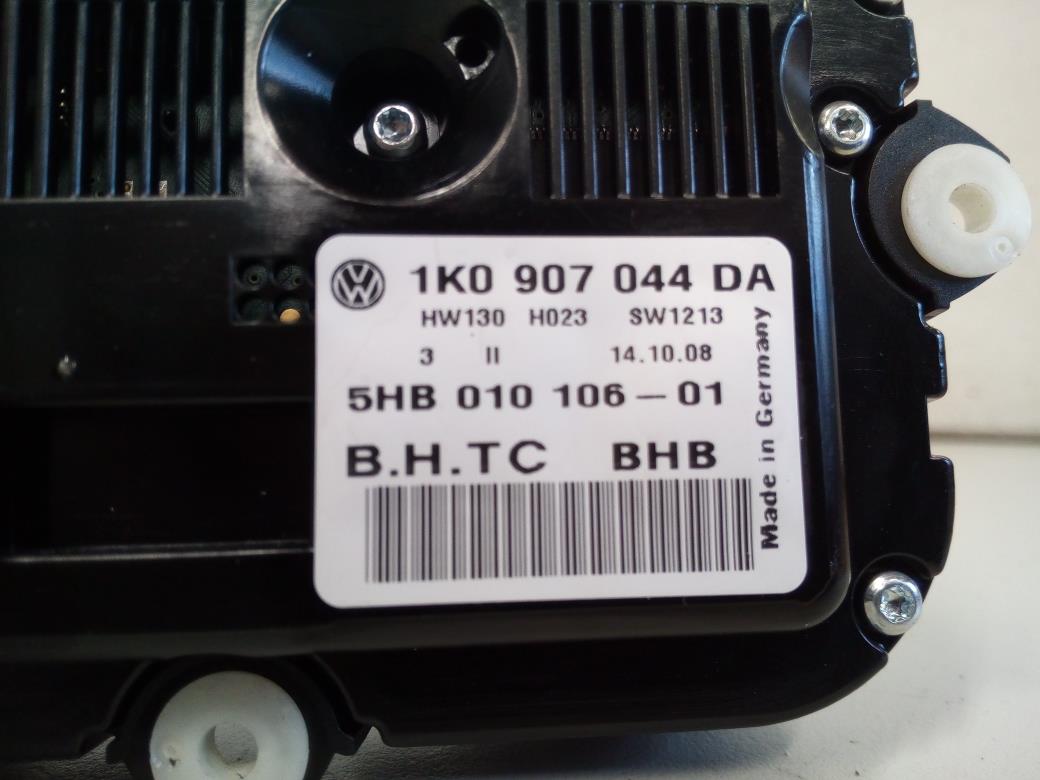 1K0 907 044 DA
HW130 H023 SW1213
3 II 14.10.08
5HB 010 106-01
B.H.TC BHB
Made in Germany